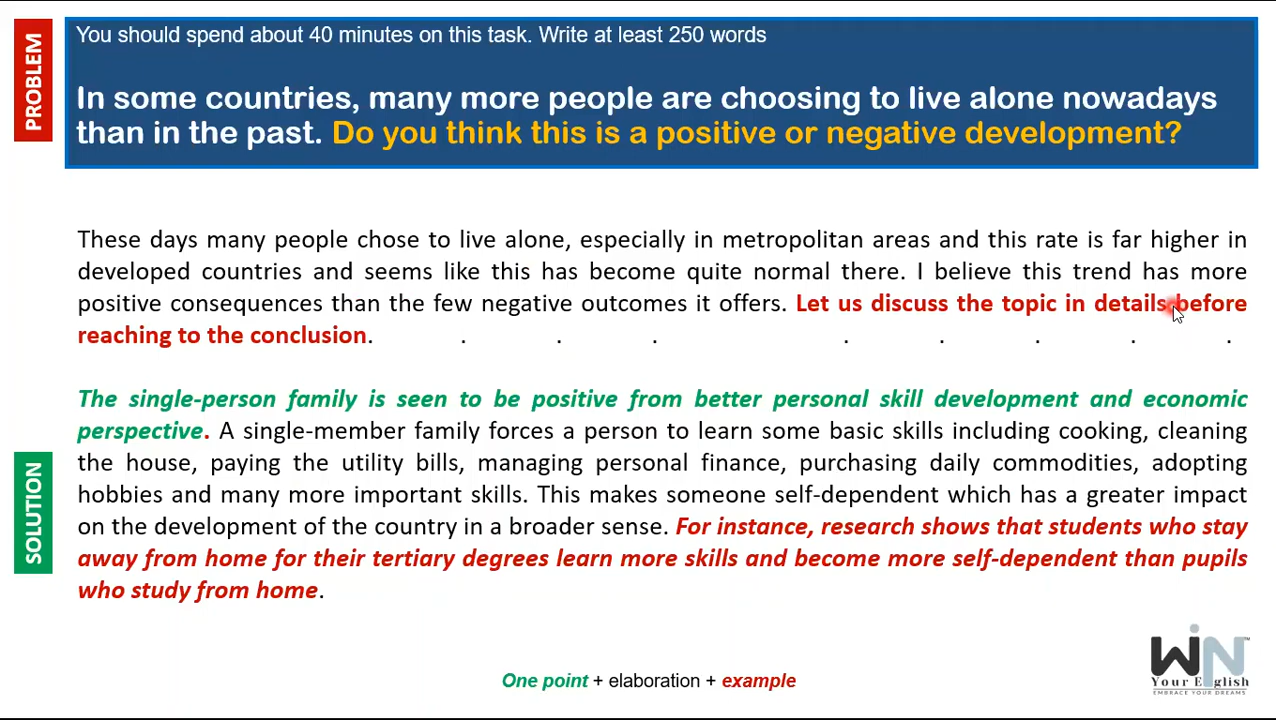 PROBLEM
You should spend about 40 minutes on this task. Write at least 250 words
In some countries, many more people are choosing to live alone nowadays
than in the past. Do you think this is a positive or negative development?
These days many people chose to live alone, especially in metropolitan areas and this rate is far higher in
developed countries and seems like this has become quite normal there. I believe this trend has more
positive consequences than the few negative outcomes it offers. Let us discuss the topic in details before
reaching to the conclusion. . . . . . . . .
SOLUTION
The single-person family is seen to be positive from better personal skill development and economic
perspective. A single-member family forces a person to learn some basic skills including cooking, cleaning
the house, paying the utility bills, managing personal finance, purchasing daily commodities, adopting
hobbies and many more important skills. This makes someone self-dependent which has a greater impact
on the development of the country in a broader sense. For instance, research shows that students who stay
away from home for their tertiary degrees learn more skills and become more self-dependent than pupils
who study from home.
One point + elaboration + example
WiN™
Your English
EMBRACE YOUR DREAMS